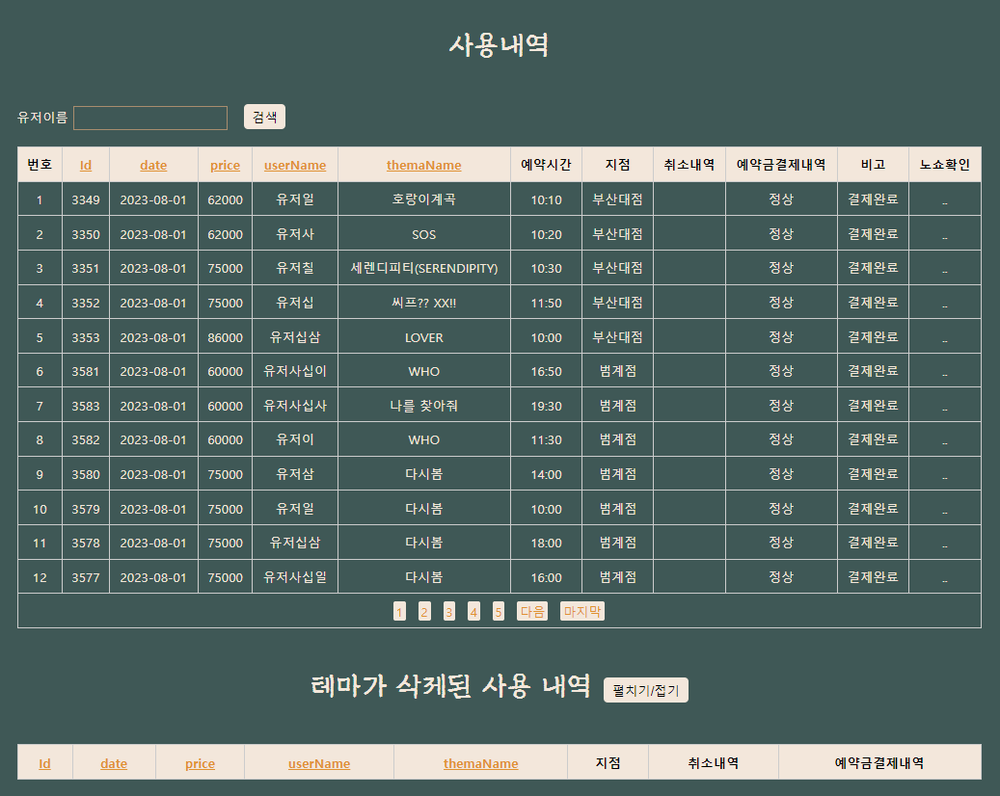 사용내역
유저이름 검색
번호 Id date price userName themaName 예약시간 지점 취소내역 예약금결제내역 비고 노쇼확인
1 3349 2023-08-01 62000 유저일 호랑이계곡 10:10 부산대점 정상 결제완료 ..
2 3350 2023-08-01 62000 유저사 SOS 10:20 부산대점 정상 결제완료 ..
3 3351 2023-08-01 75000 유저칠 세렌디피티(SERENDIPITY) 10:30 부산대점 정상 결제완료 ..
4 3352 2023-08-01 75000 유저십 씨프?? XX!! 11:50 부산대점 정상 결제완료 ..
5 3353 2023-08-01 86000 유저십삼 LOVER 10:00 부산대점 정상 결제완료 ..
6 3581 2023-08-01 60000 유저사십이 WHO 16:50 범계점 정상 결제완료 ..
7 3583 2023-08-01 60000 유저사십사 나를 찾아줘 19:30 범계점 정상 결제완료 ..
8 3582 2023-08-01 60000 유저이 WHO 11:30 범계점 정상 결제완료 ..
9 3580 2023-08-01 75000 유저삼 다시봄 14:00 범계점 정상 결제완료 ..
10 3579 2023-08-01 75000 유저일 다시봄 10:00 범계점 정상 결제완료 ..
11 3578 2023-08-01 75000 유저십삼 다시봄 18:00 범계점 정상 결제완료 ..
12 3577 2023-08-01 75000 유저사십일 다시봄 16:00 범계점 정상 결제완료 ..
1 2 3 4 5 다음 마지막
테마가 삭제된 사용 내역 펼치기/접기
Id date price userName themaName 지점 취소내역 예약금결제내역